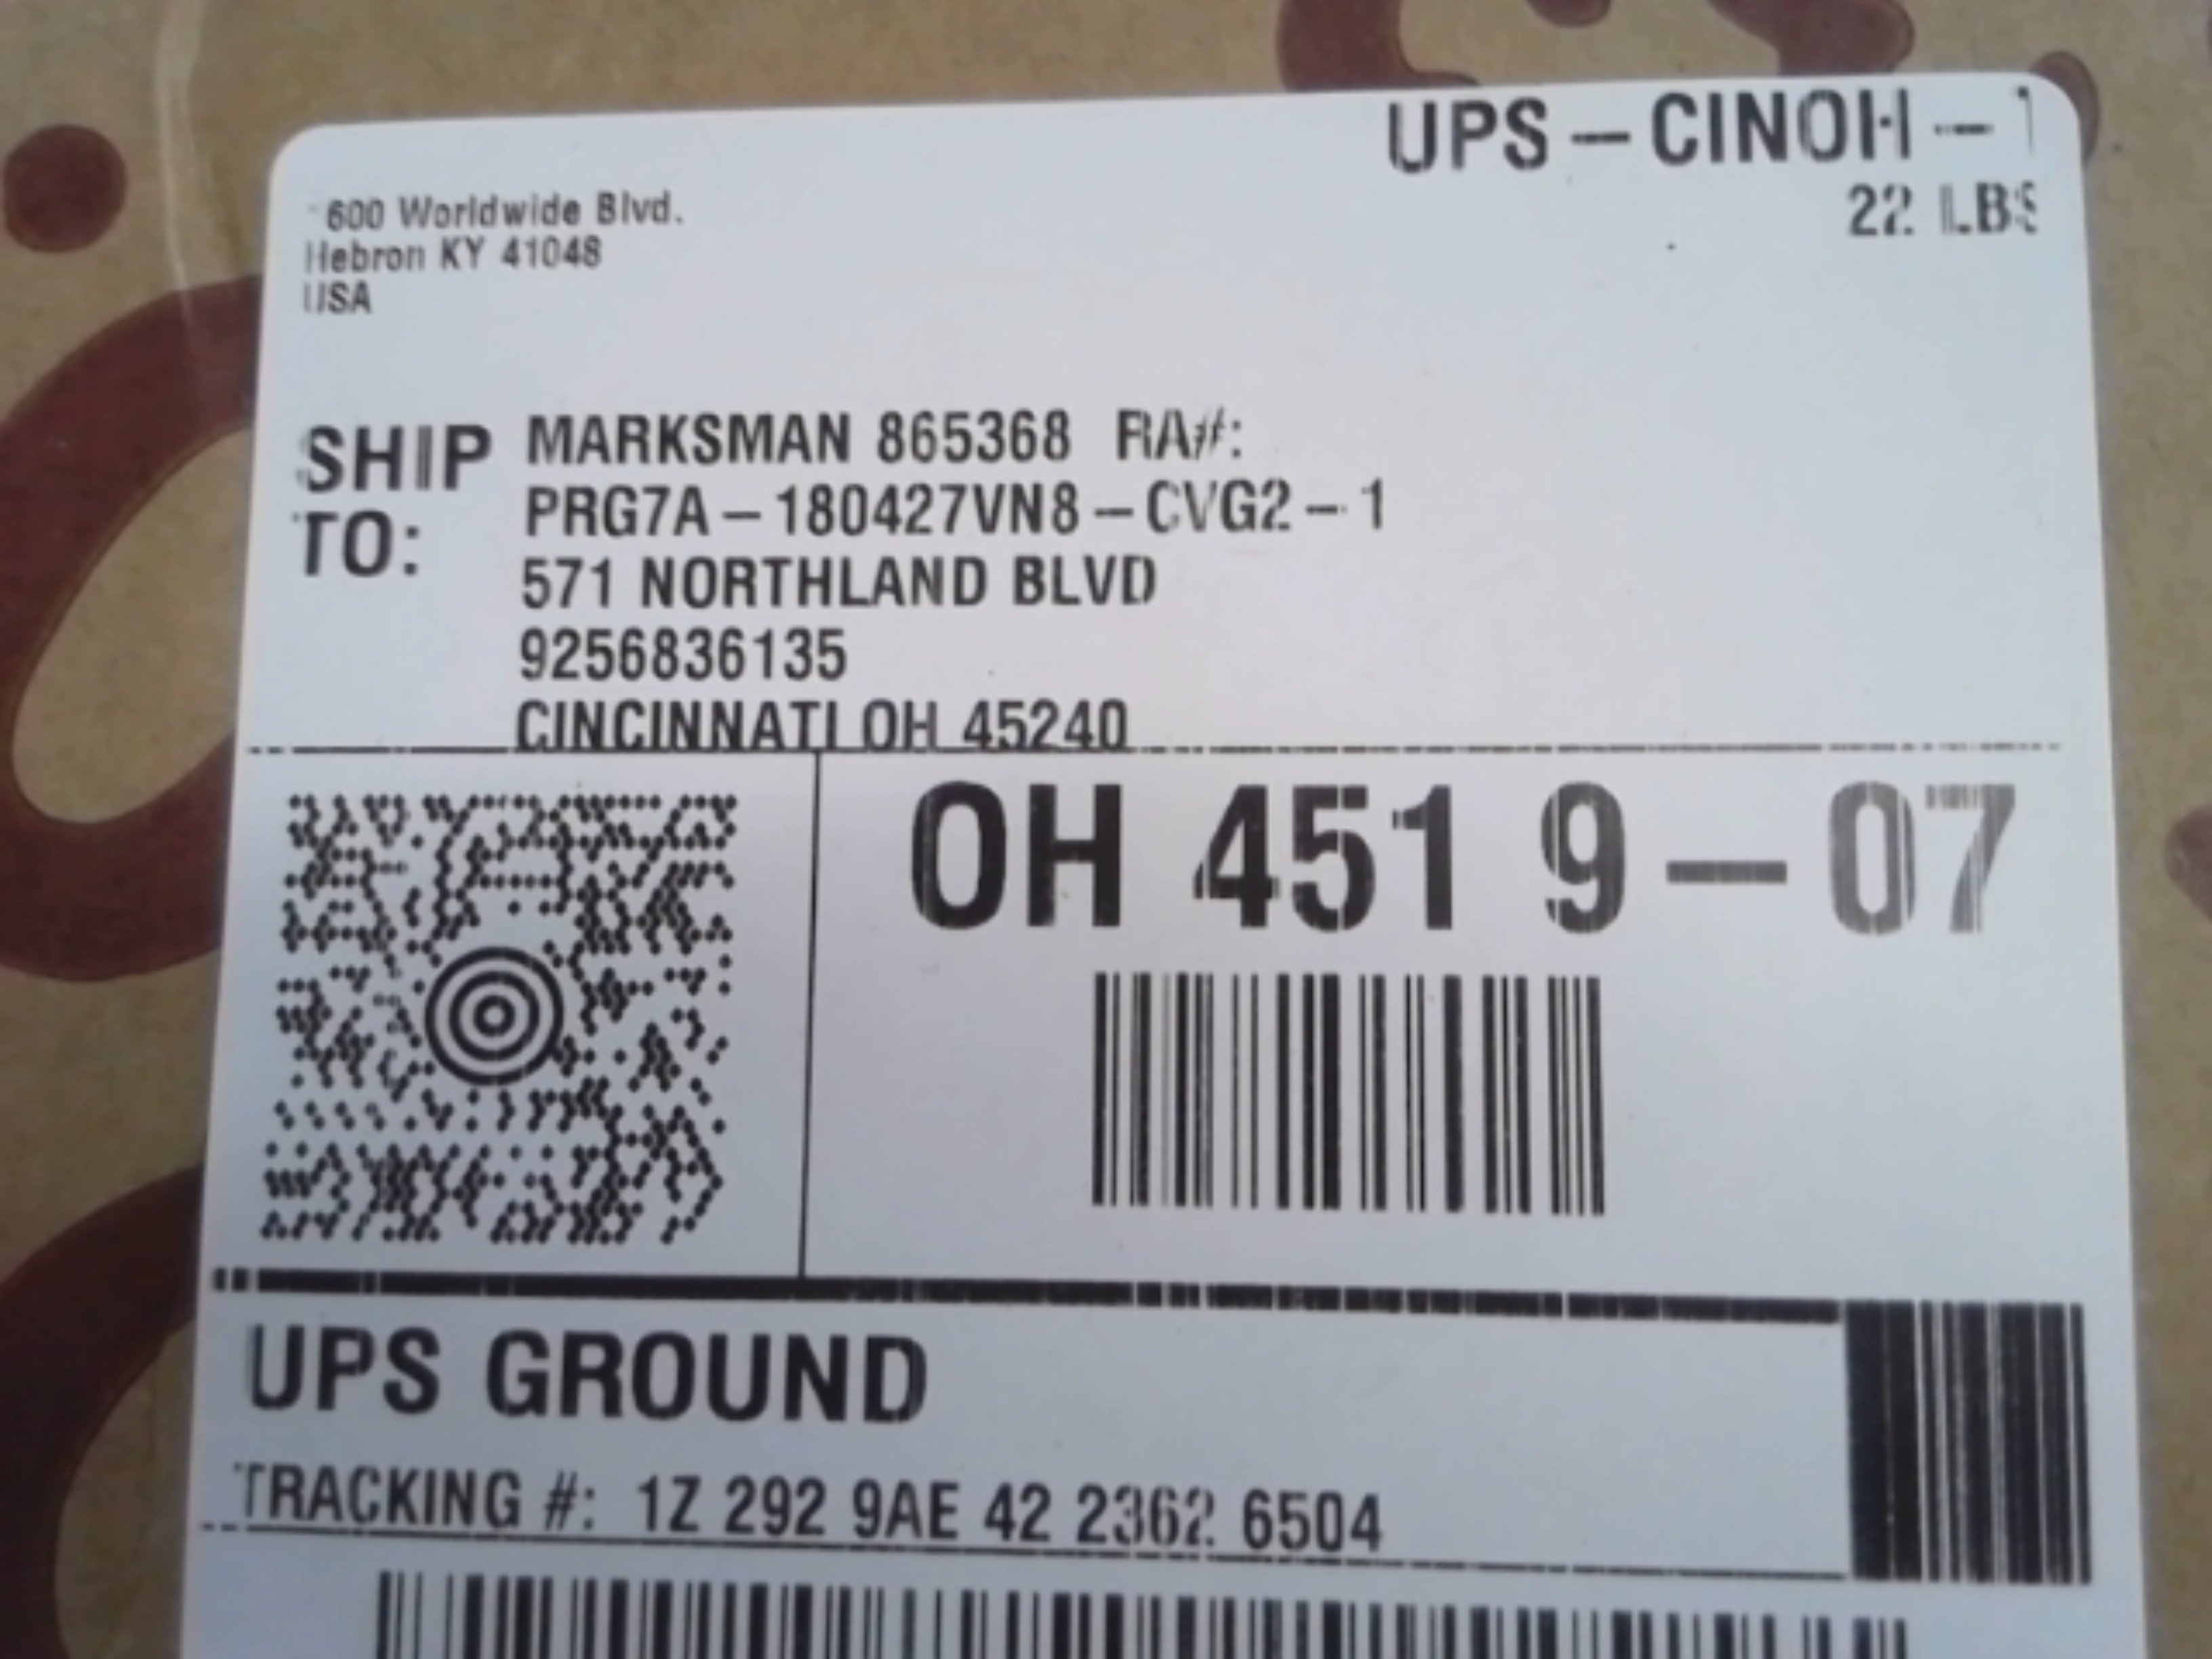 UPS - CINOH - 1
22 LBS
600 Worldwide Blvd.
Hebron KY 41048
USA
SHIP TO:
MARKSMAN 865368 RA#:
PRG7A - 180427VN8 - CVG2 - 1
571 NORTHLAND BLVD
9256836135
CINCINNATI OH 45240
OH 451 9 - 07
UPS GROUND
TRACKING #: 1Z 292 9AE 42 2362 6504